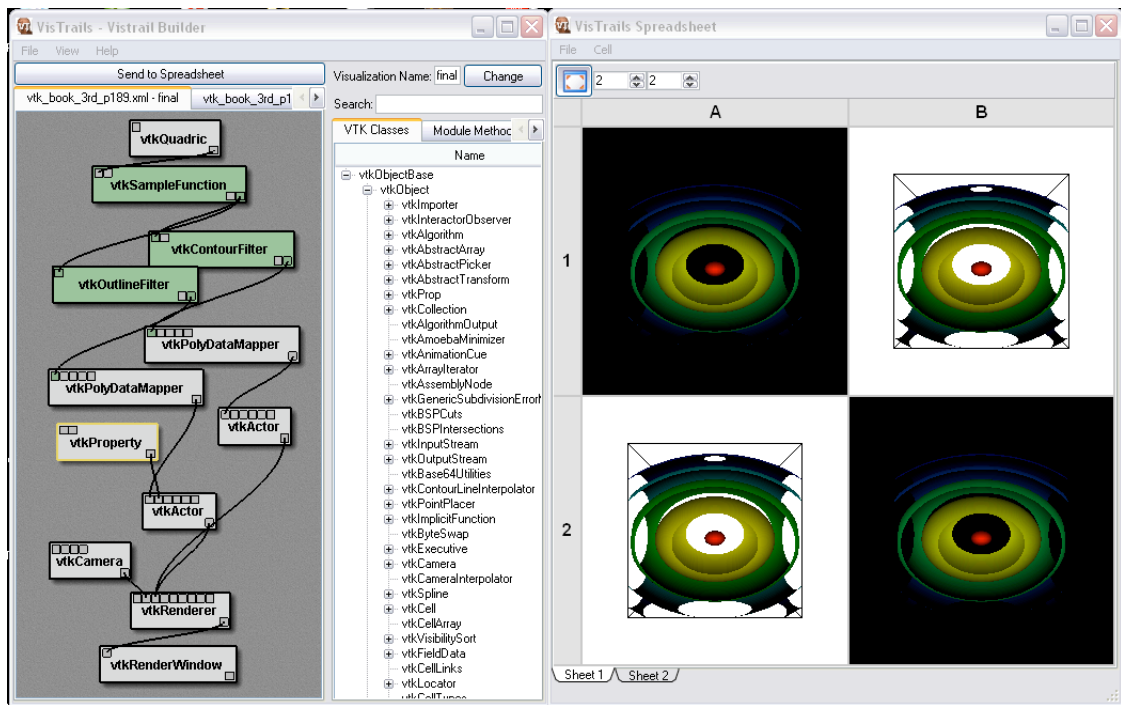 VisTrails - Vistrail Builder
File View Help
Send to Spreadsheet
vtk_book_3rd_p189.xml - final vtk_book_3rd_p1
vtkQuadric
vtkSampleFunction
vtkContourFilter
vtkOutlineFilter
vtkPolyDataMapper
vtkPolyDataMapper
vtkActor
vtkProperty
vtkActor
vtkCamera
vtkRenderer
vtkRenderWindow
Visualization Name: final Change
Search:
VTK Classes Module Method
Name
vtkObjectBase
vtkObject
vtkImporter
vtkInteractorObserver
vtkAlgorithm
vtkAbstractArray
vtkAbstractPicker
vtkAbstractTransform
vtkProp
vtkCollection
vtkAlgorithmOutput
vtkAmoebaMinimizer
vtkAnimationCue
vtkArrayIterator
vtkAssemblyNode
vtkGenericSubdivisionErrorM
vtkBSPCuts
vtkBSPIntersections
vtkInputStream
vtkOutputStream
vtkBase64Utilities
vtkContourLineInterpolator
vtkPointPlacer
vtkImplicitFunction
vtkByteSwap
vtkExecutive
vtkCamera
vtkCameraInterpolator
vtkSpline
vtkCell
vtkCellArray
vtkVisibilitySort
vtkFieldData
vtkCellLinks
vtkLocator
vtkCellTypes
VisTrails Spreadsheet
File Cell
2 2
A B
1
2
Sheet 1 Sheet 2